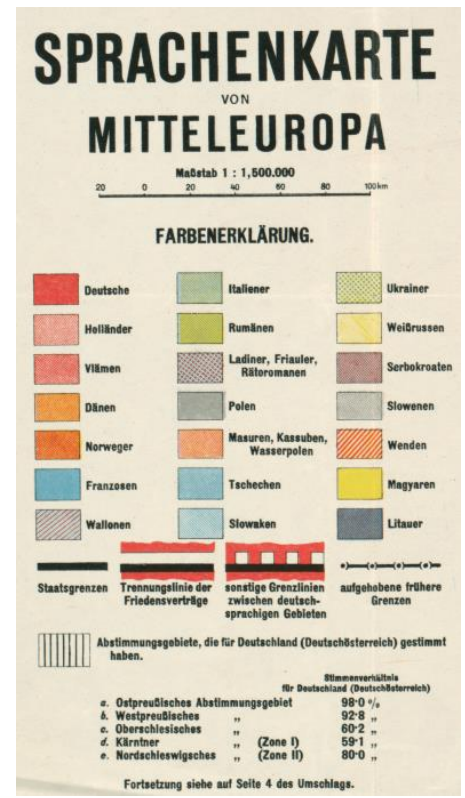 SPRACHENKARTE
VON
MITTELEUROPA
Maßstab 1 : 1,500.000
20 0 20 40 60 80 100 km
FARBENERKLÄRUNG.
Deutsche
Holländer
Vlämen
Dänen
Norweger
Franzosen
Wallonen
Italiener
Rumänen
Ladiner, Friauler,
Rätoromanen
Polen
Masuren, Kassuben,
Wasserpolen
Tschechen
Slowaken
Ukrainer
Weißrussen
Serbokroaten
Slowenen
Wenden
Magyaren
Litauer
Staatsgrenzen
Trennungslinie der
Friedensverträge
sonstige Grenzlinien
zwischen deutsch-
sprachigen Gebieten
aufgehobene frühere
Grenzen
Abstimmungsgebiete, die für Deutschland (Deutschösterreich) gestimmt
haben.
Stimmenverhältnis
für Deutschland (Deutschösterreich)
a. Ostpreußisches Abstimmungsgebiet 98·0 %
b. Westpreußisches „ 92·8 „
c. Oberschlesisches „ 60·2 „
d. Kärntner „ (Zone I) 59·1 „
e. Nordschleswigsches „ (Zone II) 80·0 „
Fortsetzung siehe auf Seite 4 des Umschlags.